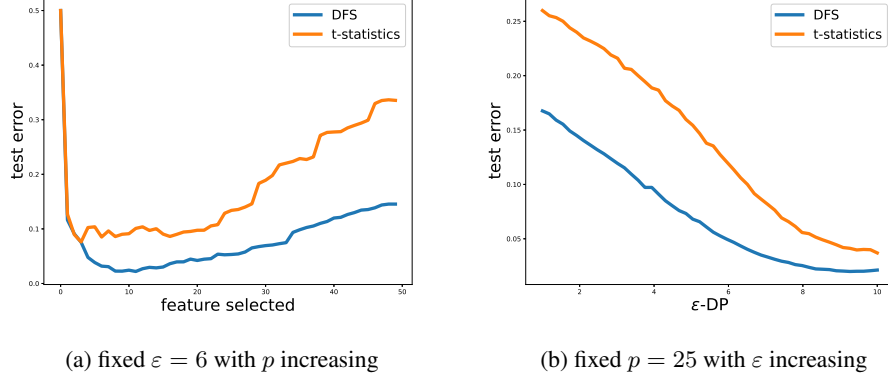 DFS
t-statistics
test error
0.5
0.4
0.3
0.2
0.1
0.0
0 10 20 30 40 50
feature selected
(a) fixed ε = 6 with p increasing
DFS
t-statistics
test error
0.25
0.20
0.15
0.10
0.05
2 4 6 8 10
ε-DP
(b) fixed p = 25 with ε increasing